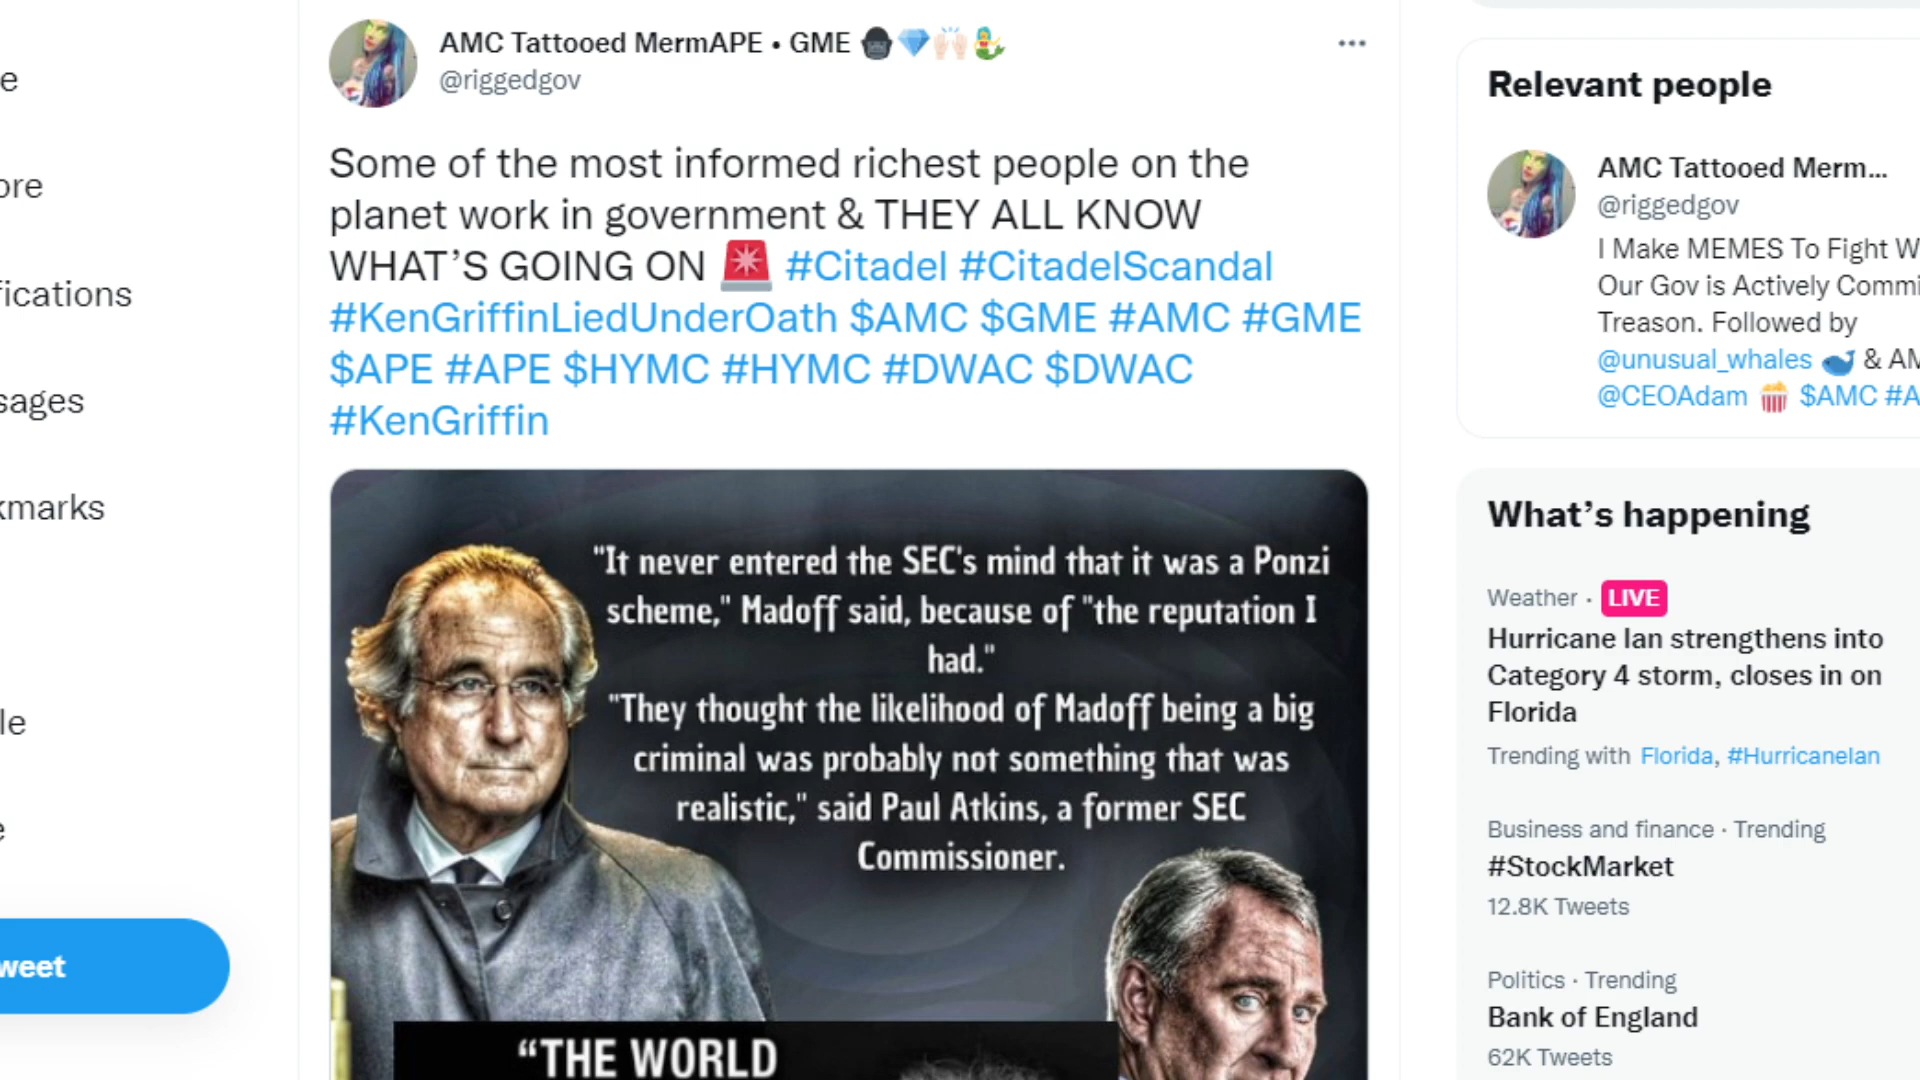 e
ore
fications
sages
kmarks
le
e
weet
AMC Tattooed MermAPE • GME 🦍💎🙌🏻🧜‍♀️
@riggedgov
Some of the most informed richest people on the
planet work in government & THEY ALL KNOW
WHAT’S GOING ON 🚨 #Citadel #CitadelScandal
#KenGriffinLiedUnderOath $AMC $GME #AMC #GME
$APE #APE $HYMC #HYMC #DWAC $DWAC
#KenGriffin
"It never entered the SEC's mind that it was a Ponzi
scheme," Madoff said, because of "the reputation I
had."
"They thought the likelihood of Madoff being a big
criminal was probably not something that was
realistic," said Paul Atkins, a former SEC
Commissioner.
“THE WORLD
Relevant people
AMC Tattooed Merm...
@riggedgov
I Make MEMES To Fight W
Our Gov is Actively Commi
Treason. Followed by
@unusual_whales 🐋 & AM
@CEOAdam 🍿 $AMC #A
What’s happening
Weather · LIVE
Hurricane Ian strengthens into
Category 4 storm, closes in on
Florida
Trending with Florida, #HurricaneIan
Business and finance · Trending
#StockMarket
12.8K Tweets
Politics · Trending
Bank of England
62K Tweets